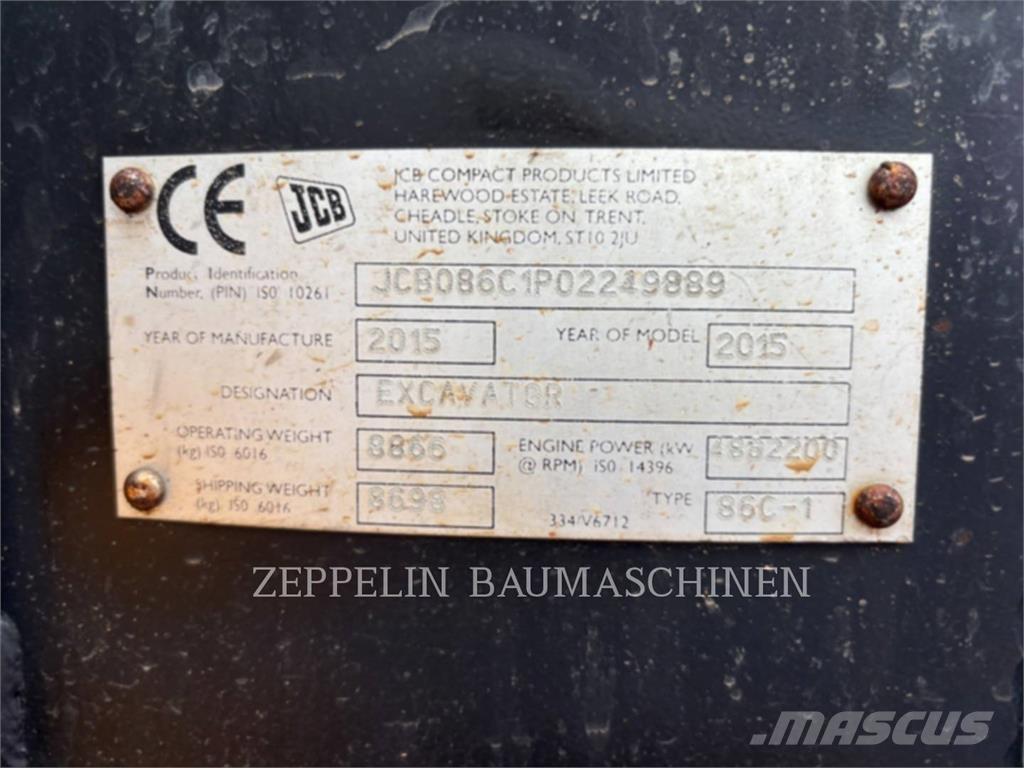 CE JCB
JCB COMPACT PRODUCTS LIMITED
HAREWOOD ESTATE, LEEK ROAD,
CHEADLE, STOKE ON TRENT,
UNITED KINGDOM, ST10 2JU
Product Identification
Number, (PIN) ISO 10261 JCB086C1P02249889
YEAR OF MANUFACTURE 2015 YEAR OF MODEL 2015
DESIGNATION EXCAVATOR
OPERATING WEIGHT
(kg) ISO 6016 8866 ENGINE POWER (kW
@ RPM) ISO 14396
SHIPPING WEIGHT
(kg) ISO 6016 8698 TYPE 86C-1
334/V6712
ZEPPELIN BAUMASCHINEN
MASCUS